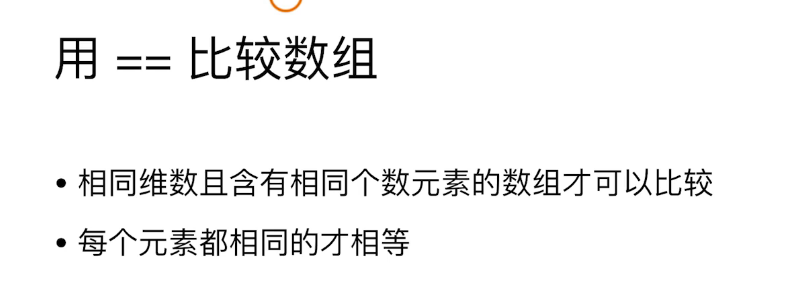 用 == 比较数组
• 相同维数且含有相同个数元素的数组才可以比较
• 每个元素都相同的才相等